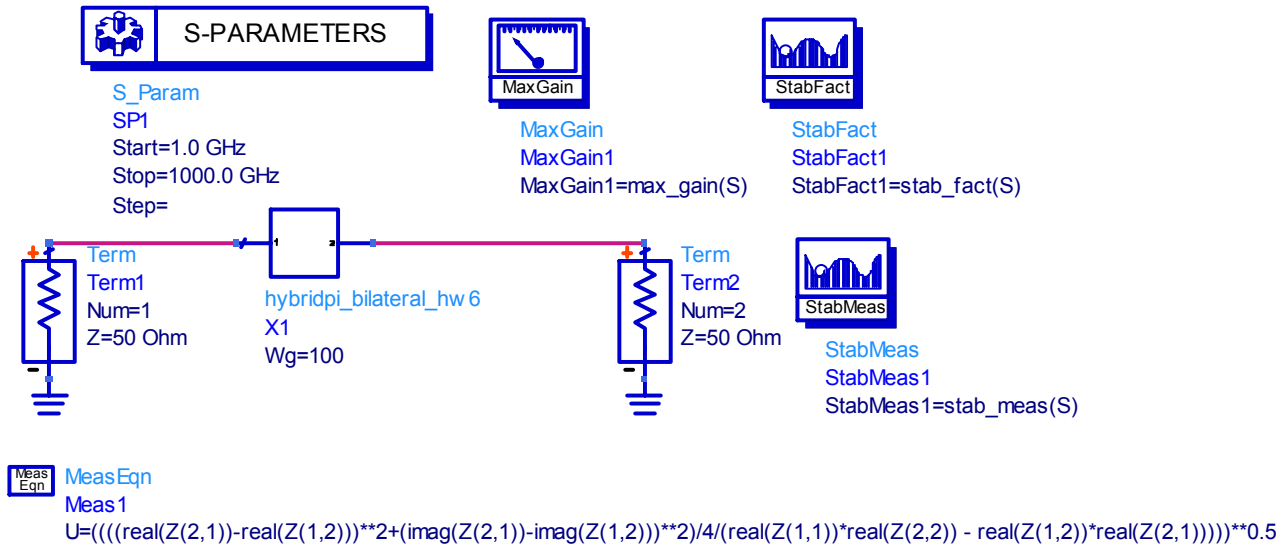 S-PARAMETERS
S_Param
SP1
Start=1.0 GHz
Stop=1000.0 GHz
Step=
MaxGain
MaxGain
MaxGain1
MaxGain1=max_gain(S)
StabFact
StabFact
StabFact1
StabFact1=stab_fact(S)
+
Term
Term1
Num=1
Z=50 Ohm
-
1
2
hybridpi_bilateral_hw6
X1
Wg=100
+
Term
Term2
Num=2
Z=50 Ohm
-
StabMeas
StabMeas
StabMeas1
StabMeas1=stab_meas(S)
Meas
Eqn
MeasEqn
Meas1
U=((((real(Z(2,1))-real(Z(1,2)))**2+(imag(Z(2,1))-imag(Z(1,2)))**2)/4/(real(Z(1,1))*real(Z(2,2)) - real(Z(1,2))*real(Z(2,1)))))**0.5